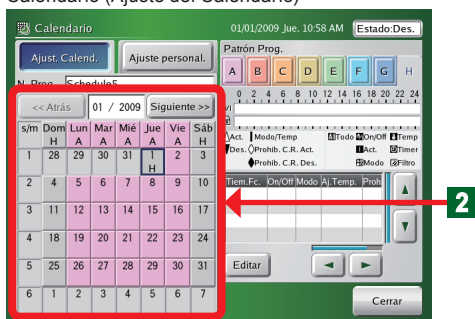 Calendario (Ajuste del Calendario)
Calendario
01/01/2009 Jue. 10:58 AM
Estado:Des.
Ajust. Calend.
Ajuste personal.
Patrón Prog.
A B C D E F G H
0 2 4 6 8 10 12 14 16 18 20 22 24
<< Atrás
01 / 2009
Siguiente >>
s/m Dom Lun Mar Mié Jue Vie Sáb
H A A A A A H
1 28 29 30 31 1 2 3
H
2 4 5 6 7 8 9 10
3 11 12 13 14 15 16 17
4 18 19 20 21 22 23 24
5 25 26 27 28 29 30 31
6 1 2 3 4 5 6 7
Act. Modo/Temp Todo On/Off Temp
Des. Prohib. C.R. Act. Act. Timer
Prohib. C.R. Des. Modo Filtro
Tiem.Fc. On/Off Modo Aj.Temp. Proh
Editar
Cerrar
2